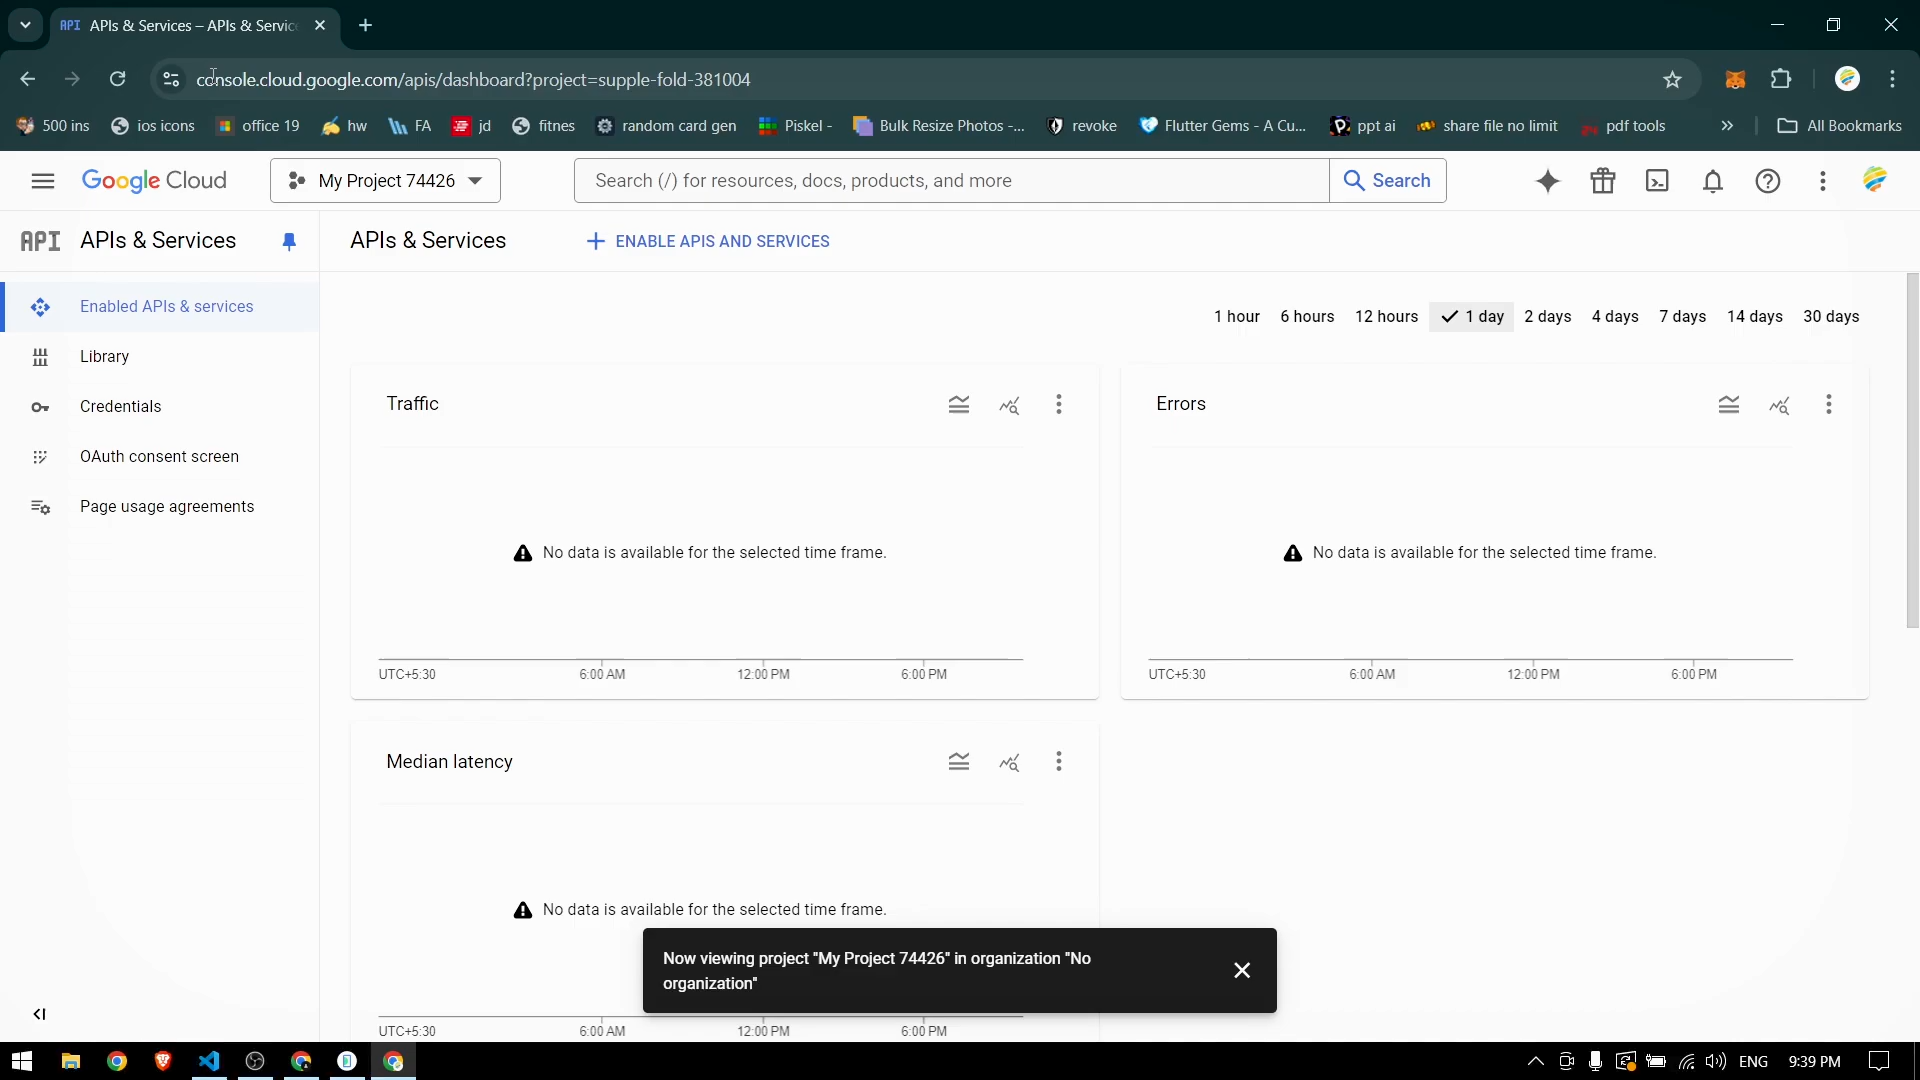 API APIs & Services – APIs & Servic
console.cloud.google.com/apis/dashboard?project=supple-fold-381004
500 ins ios icons office 19 hw FA jd fitnes random card gen Piskel - Bulk Resize Photos -... revoke Flutter Gems - A Cu... ppt ai share file no limit pdf tools All Bookmarks
Google Cloud My Project 74426 Search (/) for resources, docs, products, and more Search
API APIs & Services APIs & Services ENABLE APIS AND SERVICES
Enabled APIs & services
Library
Credentials
OAuth consent screen
Page usage agreements
1 hour 6 hours 12 hours 1 day 2 days 4 days 7 days 14 days 30 days
Traffic
No data is available for the selected time frame.
UTC+5:30 6:00 AM 12:00 PM 6:00 PM
Errors
No data is available for the selected time frame.
UTC+5:30 6:00 AM 12:00 PM 6:00 PM
Median latency
No data is available for the selected time frame.
UTC+5:30 6:00 AM 12:00 PM 6:00 PM
Now viewing project "My Project 74426" in organization "No
organization"
ENG 9:39 PM